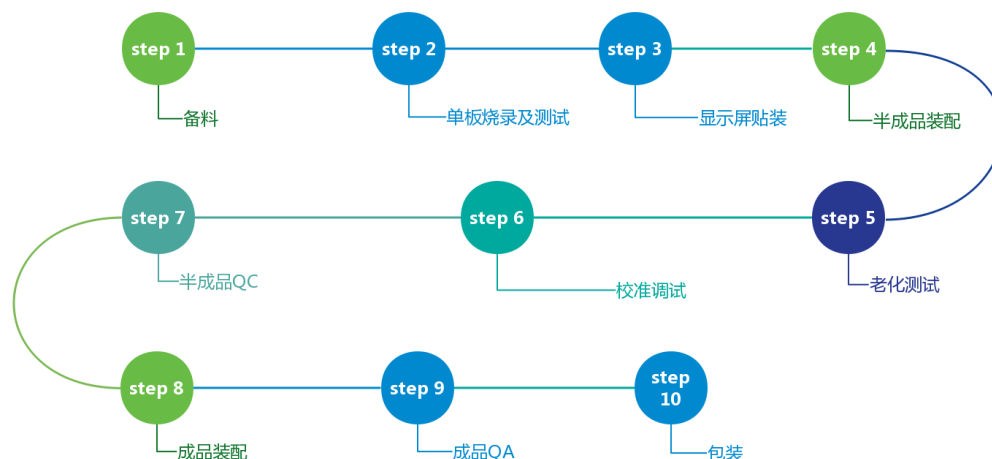 step 1
备料
step 2
单板烧录及测试
step 3
显示屏贴装
step 4
半成品装配
step 5
老化测试
step 6
校准调试
step 7
半成品QC
step 8
成品装配
step 9
成品QA
step
10
包装